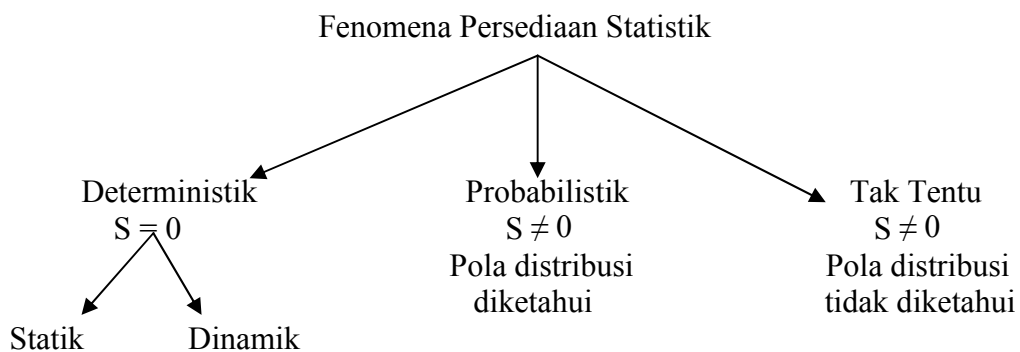 Fenomena Persediaan Statistik
Deterministik
S = 0
Probabilistik
S ≠ 0
Pola distribusi
diketahui
Tak Tentu
S ≠ 0
Pola distribusi
tidak diketahui
Statik
Dinamik